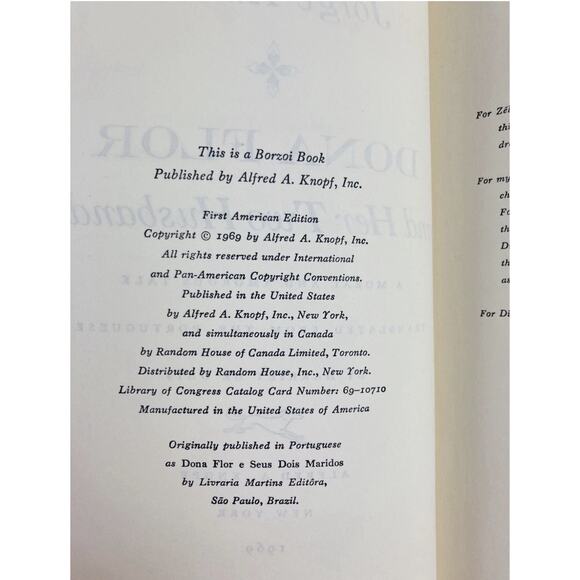 This is a Borzoi Book
Published by Alfred A. Knopf, Inc.
First American Edition
Copyright © 1969 by Alfred A. Knopf, Inc.
All rights reserved under International
and Pan-American Copyright Conventions.
Published in the United States
by Alfred A. Knopf, Inc., New York,
and simultaneously in Canada
by Random House of Canada Limited, Toronto.
Distributed by Random House, Inc., New York.
Library of Congress Catalog Card Number: 69-10710
Manufactured in the United States of America
Originally published in Portuguese
as Dona Flor e Seus Dois Maridos
by Livraria Martins Editôra,
São Paulo, Brazil.
For
For my
For